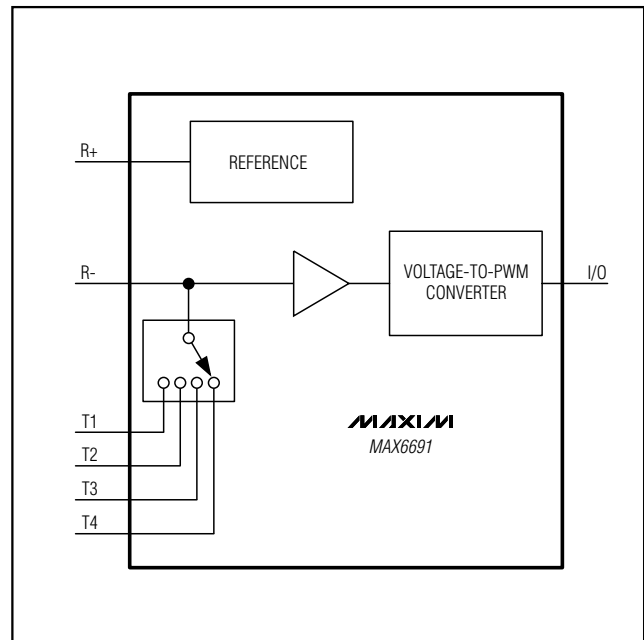 R+
REFERENCE
R-
VOLTAGE-TO-PWM
CONVERTER
I/O
T1
T2
T3
T4
MAXIM
MAX6691